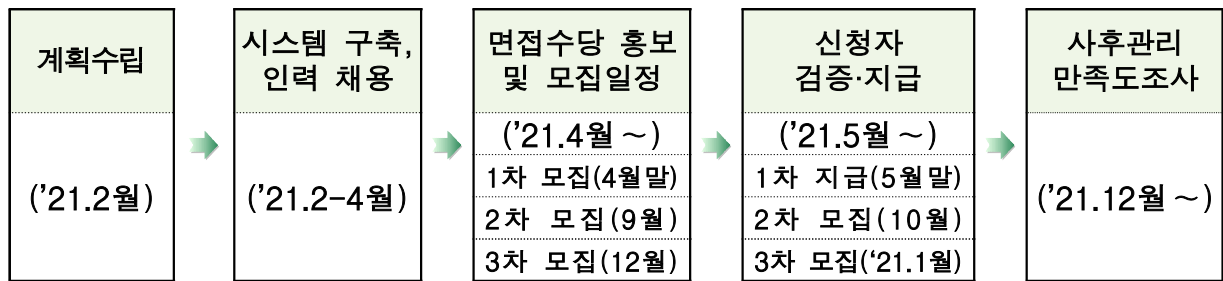 계획수립
('21.2월)
시스템 구축,
인력 채용
('21.2-4월)
면접수당 홍보
및 모집일정
('21.4월～)
1차 모집(4월말)
2차 모집(9월)
3차 모집(12월)
신청자
검증·지급
('21.5월～)
1차 지급(5월말)
2차 모집(10월)
3차 모집(‘21.1월)
사후관리
만족도조사
('21.12월～)